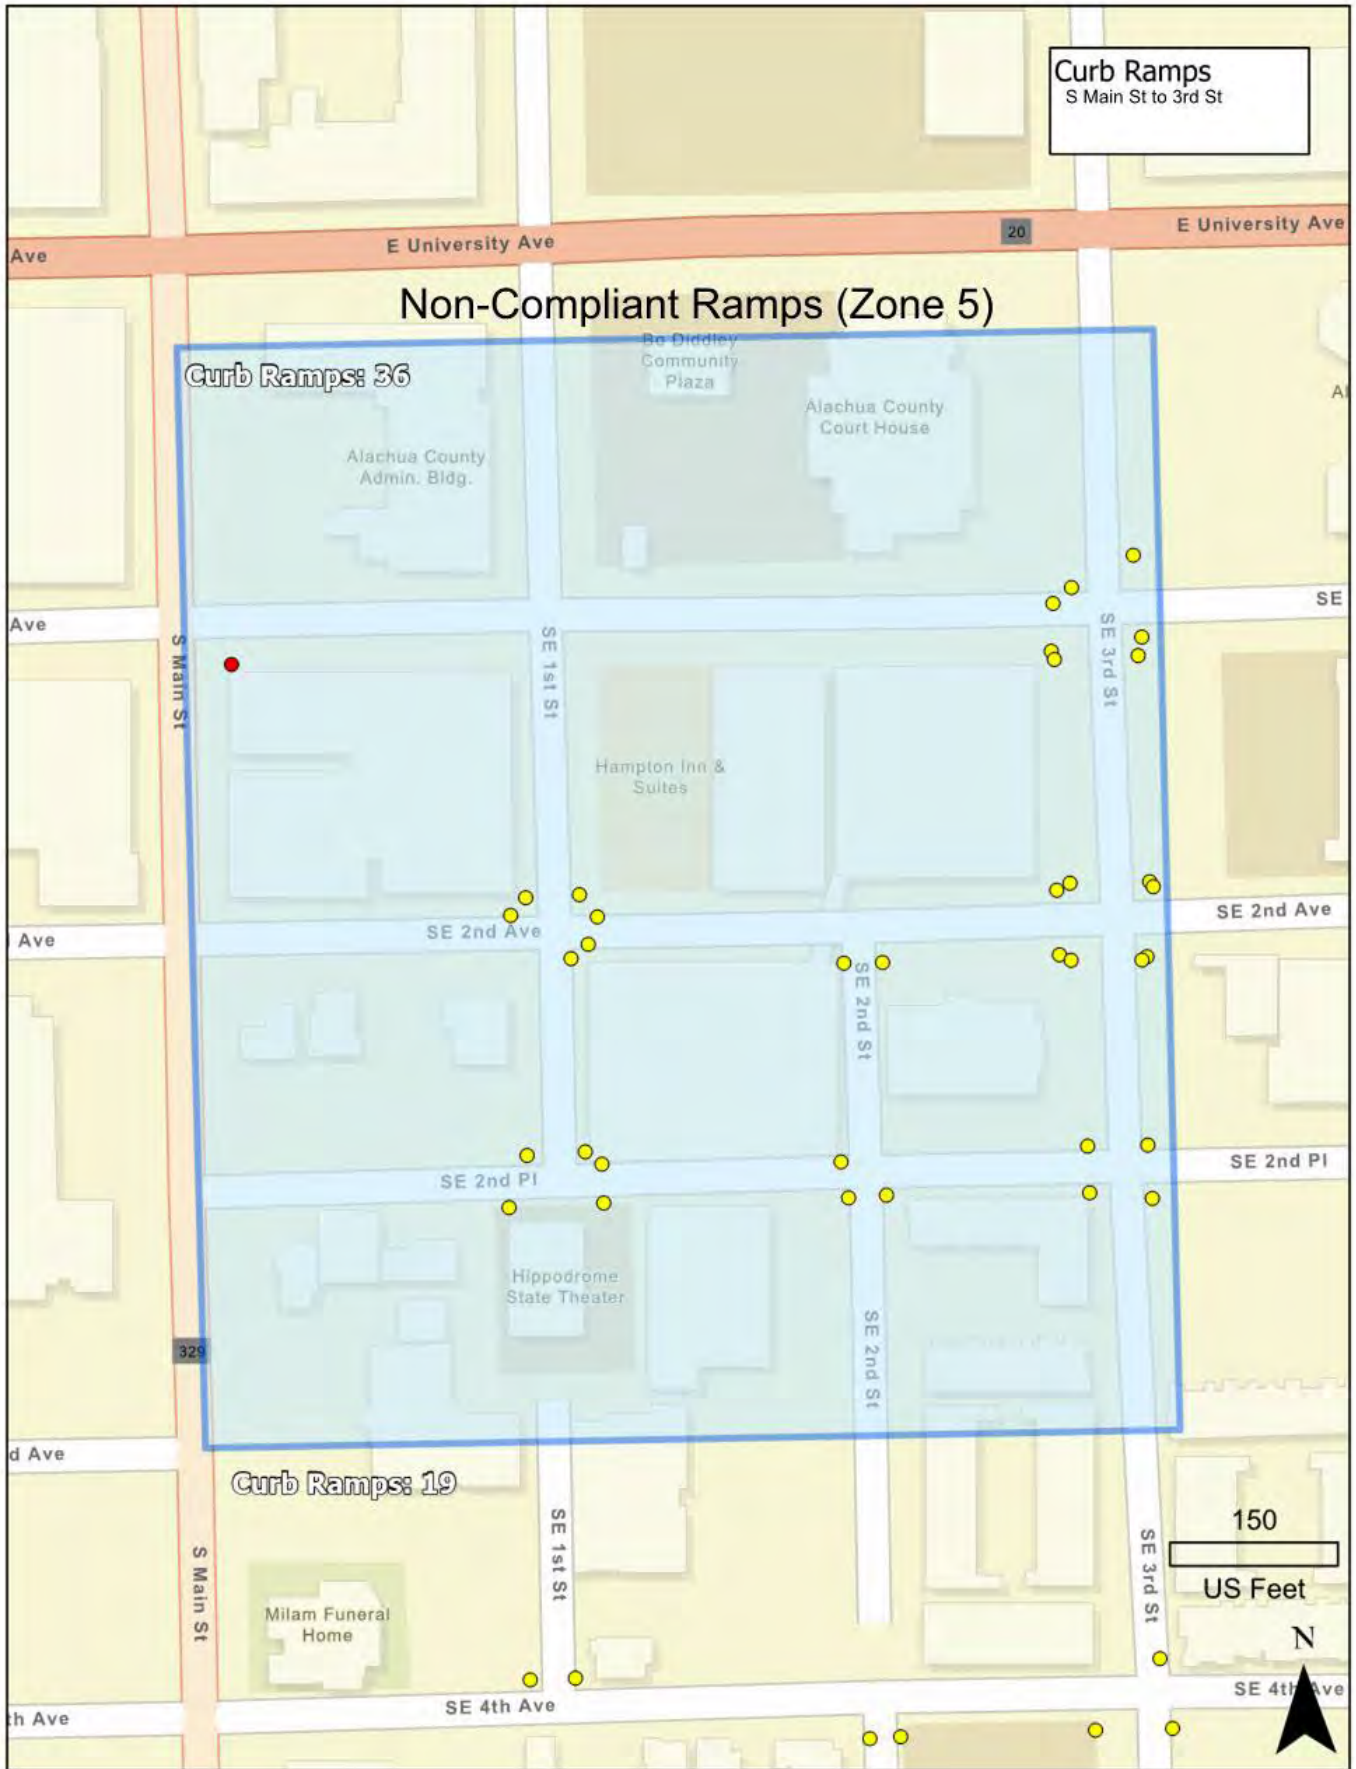 Curb Ramps
S Main St to 3rd St
E University Ave
20
E University Ave
Ave
Non-Compliant Ramps (Zone 5)
Bo Diddley
Community
Plaza
Curb Ramps: 36
Alachua County
Court House
Al
Alachua County
Admin. Bldg.
SE
Ave
S Main St
SE 1st St
SE 3rd St
Hampton Inn &
Suites
SE 2nd Ave
SE 2nd Ave
Ave
SE 2nd St
SE 2nd Pl
SE 2nd Pl
Hippodrome
State Theater
329
SE 2nd St
d Ave
Curb Ramps: 19
SE 1st St
S Main St
SE 3rd St
150
US Feet
Milam Funeral
Home
N
SE 4th Ave
SE 4th Ave
th Ave